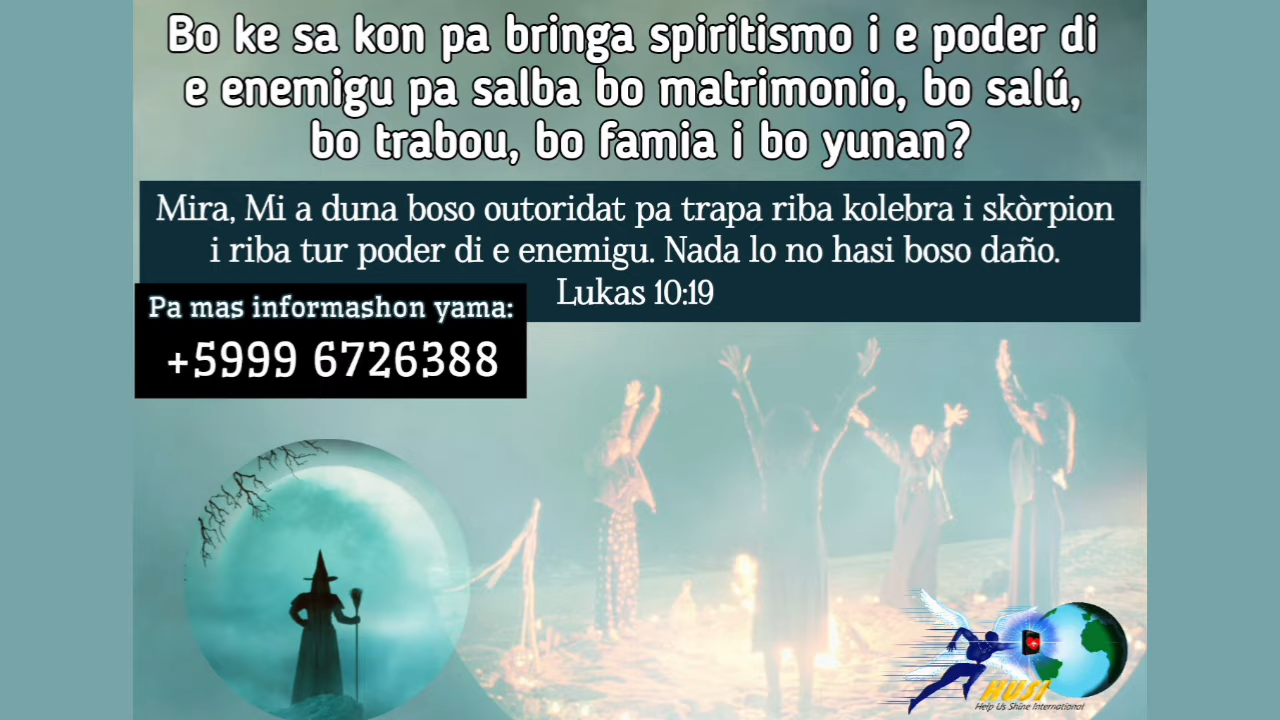 Bo ke sa kon pa bringa spiritismo i e poder di
e enemigu pa salba bo matrimonio, bo salú,
bo trabou, bo famia i bo yunan?
Mira, Mi a duna boso outoridat pa trapa riba kolebra i skòrpion
i riba tur poder di e enemigu. Nada lo no hasi boso daño.
Lukas 10:19
Pa mas informashon yama:
+5999 6726388
HUSI
Help Us Shine International